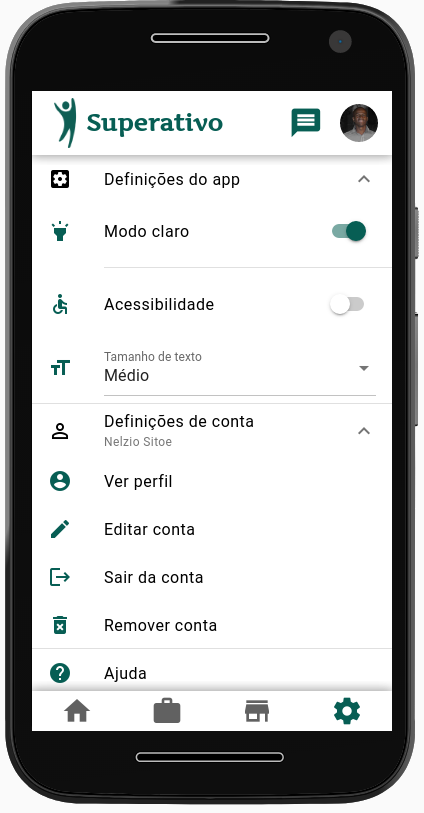 Superativo
Definições do app
Modo claro
Acessibilidade
Tamanho de texto
Médio
Definições de conta
Nelzio Sitoe
Ver perfil
Editar conta
Sair da conta
Remover conta
Ajuda